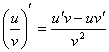 (u/v)′ = (u′v − uv′)/v²